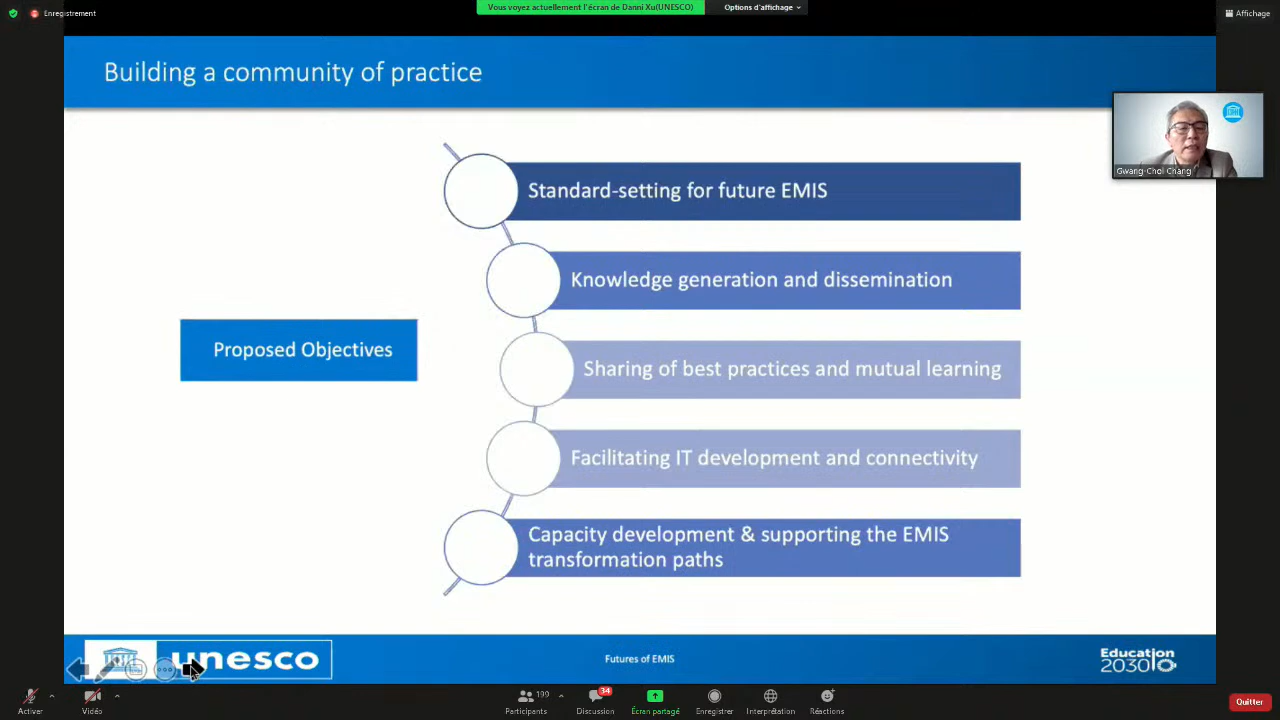 Enregistrement
Vous voyez actuellement l'écran de Danni Xu(UNESCO)
Options d'affichage
Affichage
Building a community of practice
Gwang-Chol Chang
Standard-setting for future EMIS
Knowledge generation and dissemination
Proposed Objectives
Sharing of best practices and mutual learning
Facilitating IT development and connectivity
Capacity development & supporting the EMIS
transformation paths
unesco
Futures of EMIS
Education
2030
Activer
Vidéo
199
Participants
34
Discussion
Écran partagé
Enregistrer
Interprétation
Réactions
Quitter